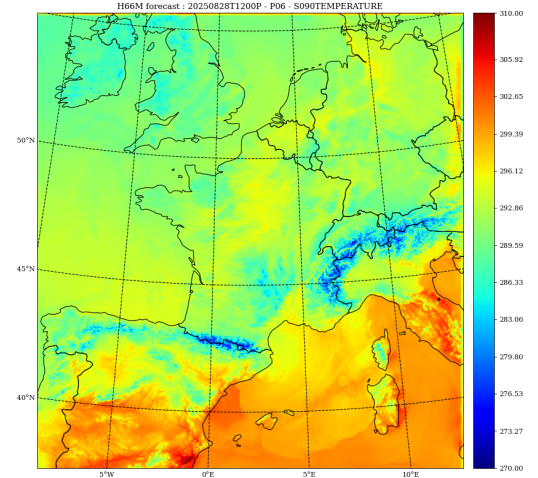 H66M forecast : 20250828T1200P - P06 - S090TEMPERATURE
310.00
305.92
302.65
299.39
50°N
296.12
292.86
289.59
45°N
286.33
283.06
279.80
40°N
276.53
273.27
270.00
5°W
0°E
5°E
10°E